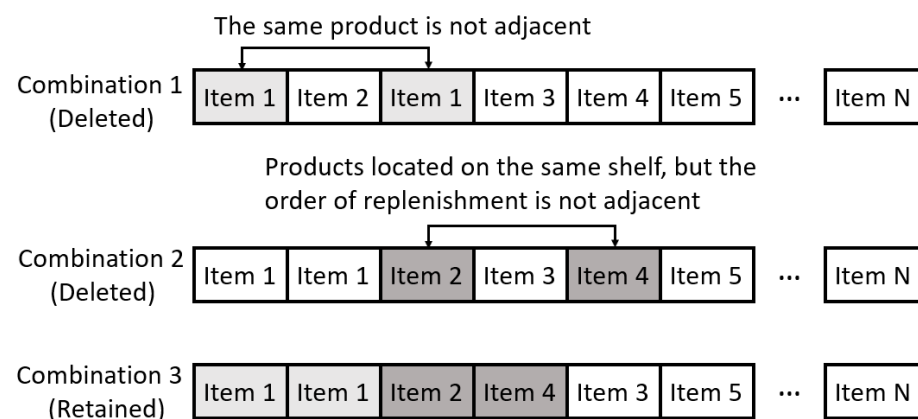 The same product is not adjacent
Combination 1
(Deleted)
Item 1 Item 2 Item 1 Item 3 Item 4 Item 5 ... Item N
Products located on the same shelf, but the
order of replenishment is not adjacent
Combination 2
(Deleted)
Item 1 Item 1 Item 2 Item 3 Item 4 Item 5 ... Item N
Combination 3
(Retained)
Item 1 Item 1 Item 2 Item 4 Item 3 Item 5 ... Item N